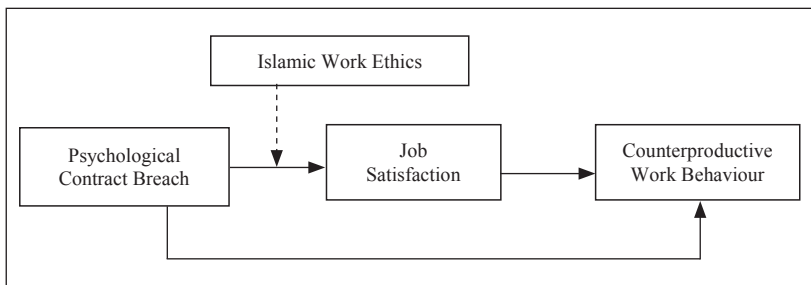 Islamic Work Ethics
Psychological
Contract Breach
Job
Satisfaction
Counterproductive
Work Behaviour